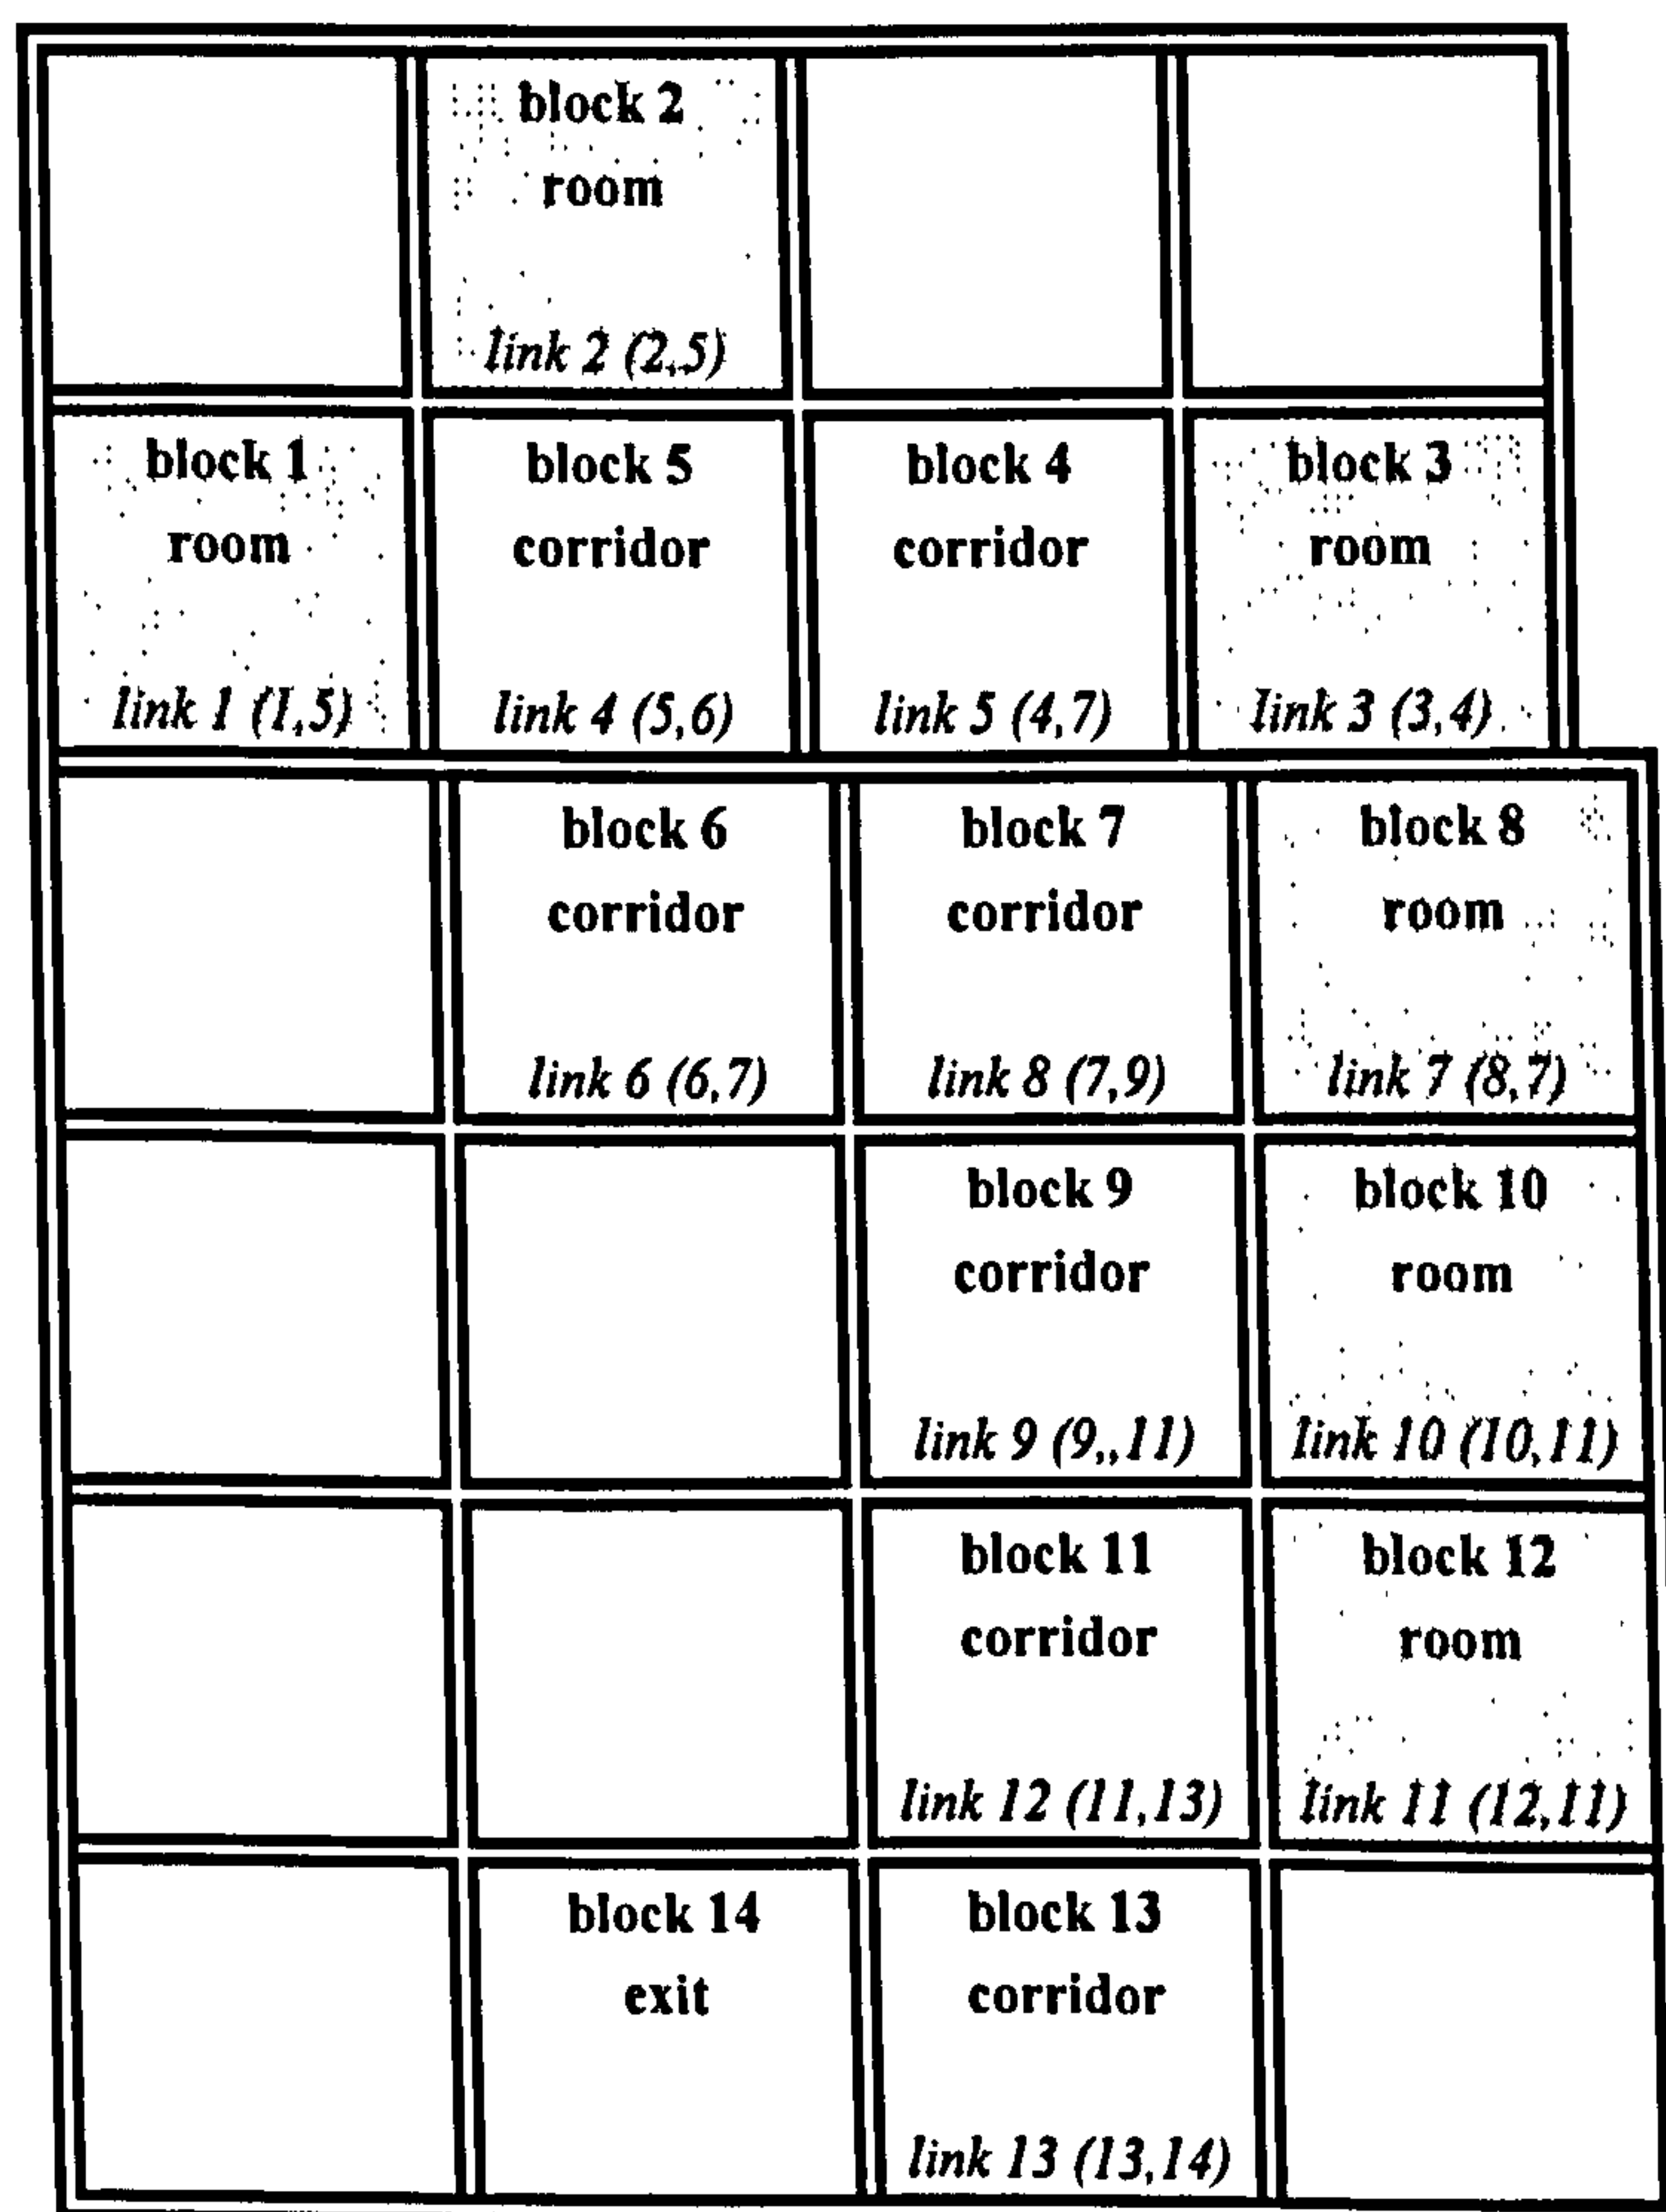 block 2
room
link 2 (2,5)
block 1
room
link 1 (1,5)
block 5
corridor
link 4 (5,6)
block 4
corridor
link 5 (4,7)
block 3
room
link 3 (3,4)
block 6
corridor
link 6 (6,7)
block 7
corridor
link 8 (7,9)
block 8
room
link 7 (8,7)
block 9
corridor
link 9 (9,,11)
block 10
room
link 10 (10,11)
block 11
corridor
link 12 (11,13)
block 12
room
link 11 (12,11)
block 14
exit
block 13
corridor
link 13 (13,14)